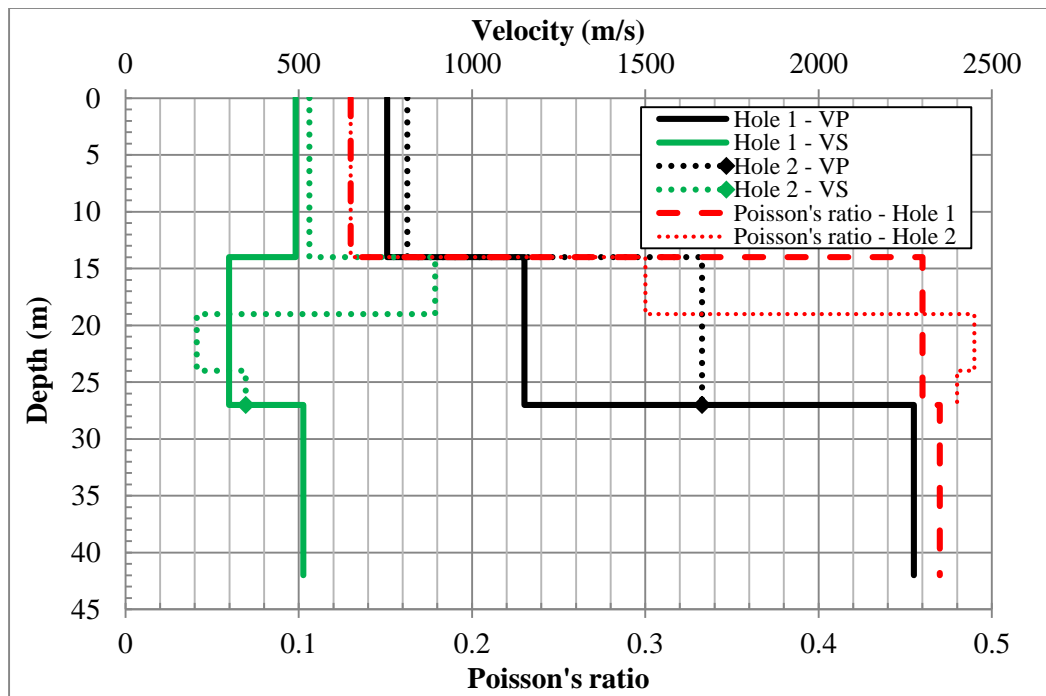 Velocity (m/s)
0 500 1000 1500 2000 2500
0
5
10
15
20
25
30
35
40
45
Depth (m)
Hole 1 - VP
Hole 1 - VS
Hole 2 - VP
Hole 2 - VS
Poisson's ratio - Hole 1
Poisson's ratio - Hole 2
0 0.1 0.2 0.3 0.4 0.5
Poisson's ratio